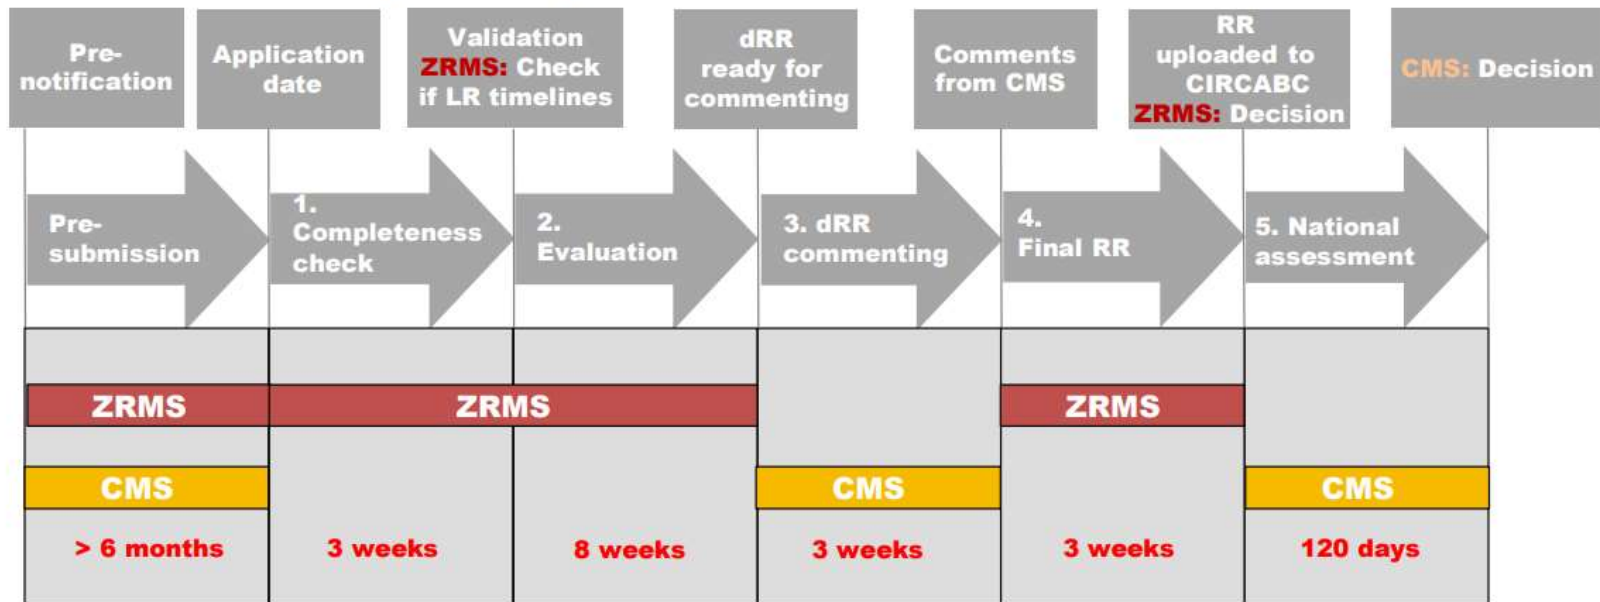 Pre-
notification
Application
date
Validation
ZRMS: Check
if LR timelines
dRR
ready for
commenting
Comments
from CMS
RR
uploaded to
CIRCABC
ZRMS: Decision
CMS: Decision
Pre-
submission
1.
Completeness
check
2.
Evaluation
3. dRR
commenting
4.
Final RR
5. National
assessment
ZRMS
ZRMS
ZRMS
CMS
CMS
CMS
> 6 months
3 weeks
8 weeks
3 weeks
3 weeks
120 days